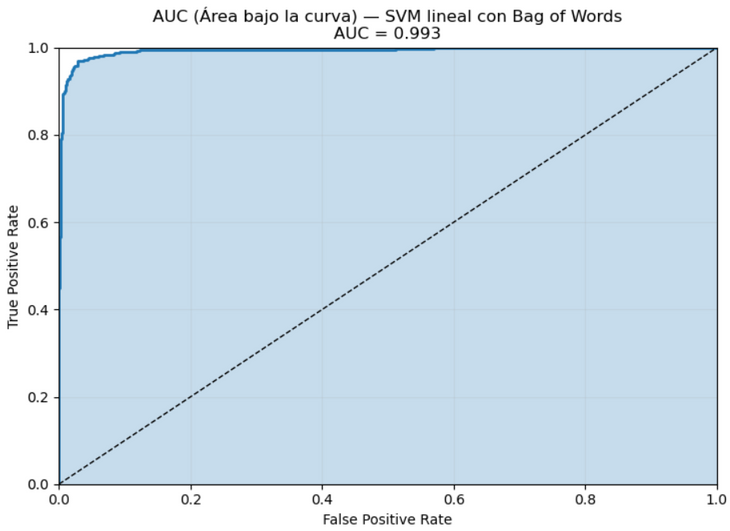 AUC (Área bajo la curva) — SVM lineal con Bag of Words
AUC = 0.993
1.0
0.8
0.6
0.4
0.2
0.0
True Positive Rate
0.0 0.2 0.4 0.6 0.8 1.0
False Positive Rate